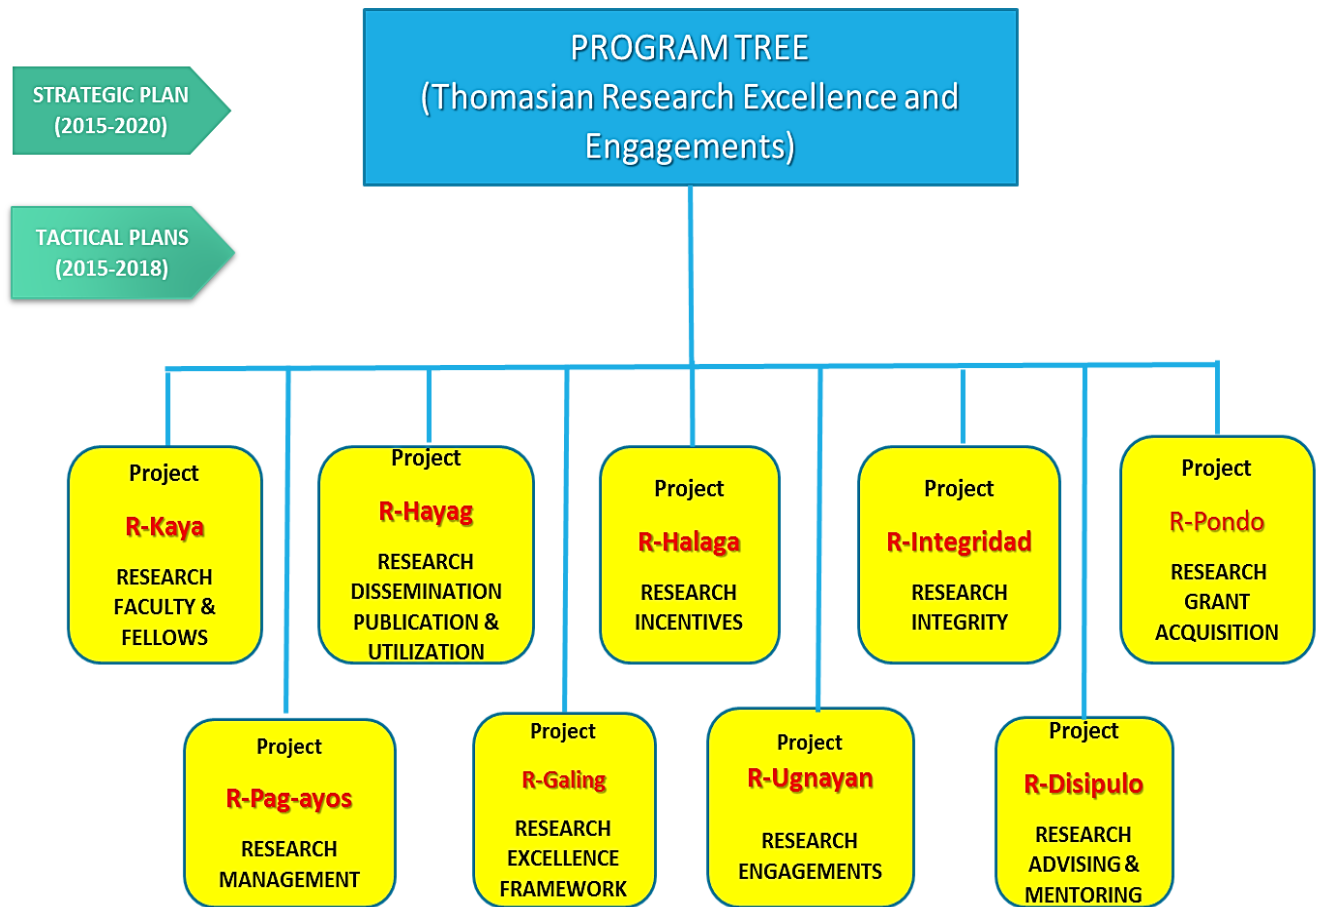 PROGRAM TREE
(Thomasian Research Excellence and
Engagements)
STRATEGIC PLAN
(2015-2020)
TACTICAL PLANS
(2015-2018)
Project
R-Kaya
RESEARCH
FACULTY &
FELLOWS
Project
R-Hayag
RESEARCH
DISSEMINATION
PUBLICATION &
UTILIZATION
Project
R-Halaga
RESEARCH
INCENTIVES
Project
R-Integridad
RESEARCH
INTEGRITY
Project
R-Pondo
RESEARCH
GRANT
ACQUISITION
Project
R-Pag-ayos
RESEARCH
MANAGEMENT
Project
R-Galing
RESEARCH
EXCELLENCE
FRAMEWORK
Project
R-Ugnayan
RESEARCH
ENGAGEMENTS
Project
R-Disipulo
RESEARCH
ADVISING &
MENTORING